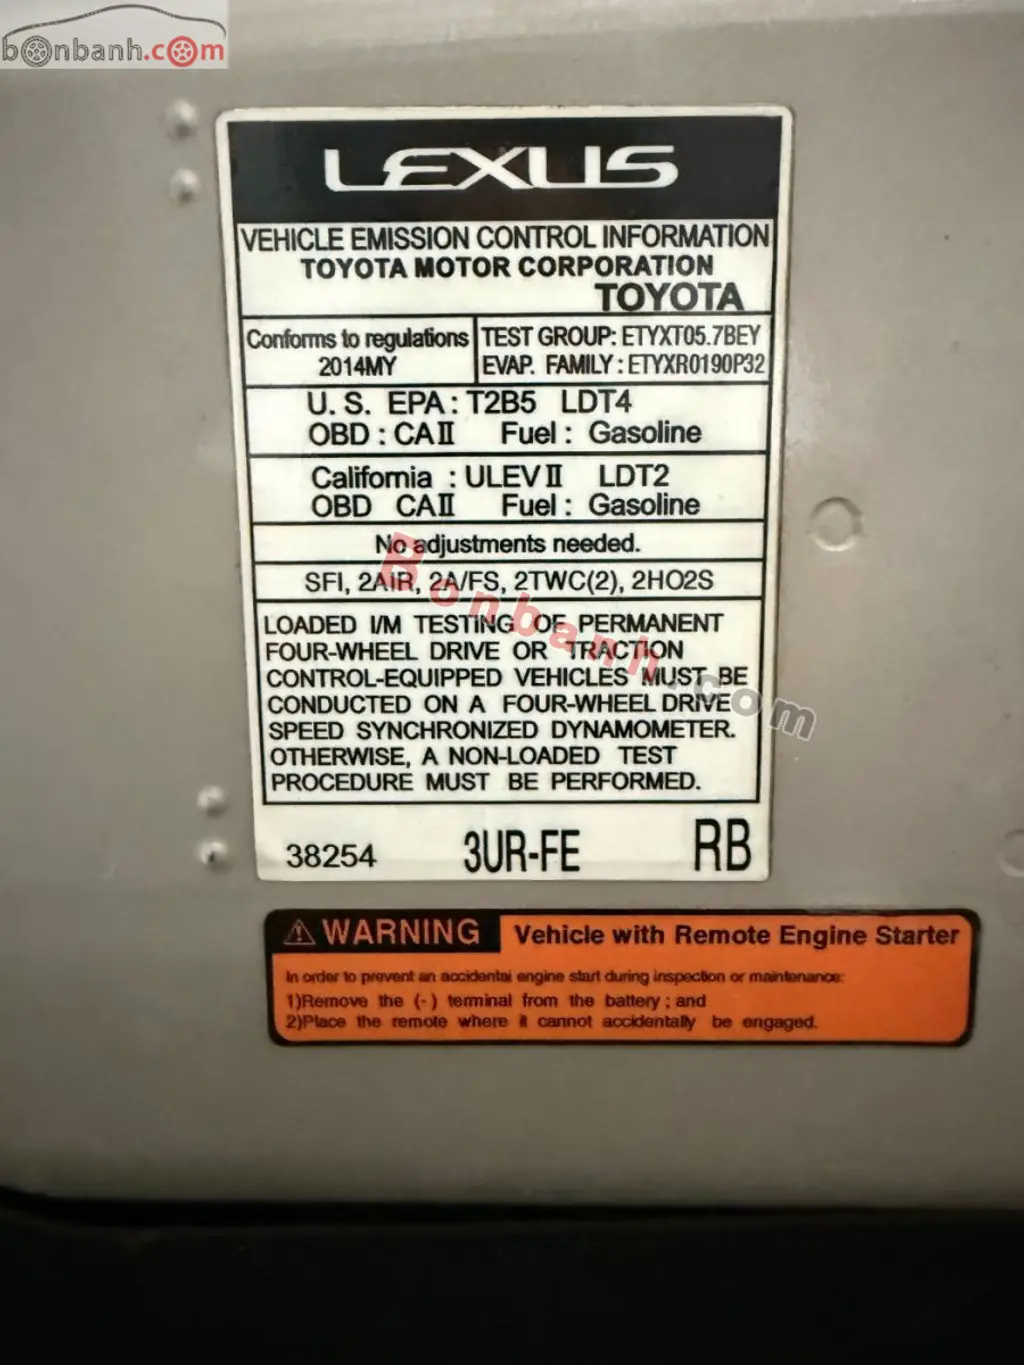 bonbanh.com
LEXUS
VEHICLE EMISSION CONTROL INFORMATION
TOYOTA MOTOR CORPORATION
TOYOTA
Conforms to regulations
2014MY
TEST GROUP: ETYXT05.7BEY
EVAP. FAMILY: ETYXR0190P32
U. S. EPA: T2B5 LDT4
OBD : CAII Fuel : Gasoline
California : ULEVII LDT2
OBD CAII Fuel : Gasoline
No adjustments needed.
SFI, 2AIR, 2A/FS, 2TWC(2), 2HO2S
LOADED I/M TESTING OF PERMANENT
FOUR-WHEEL DRIVE OR TRACTION
CONTROL-EQUIPPED VEHICLES MUST BE
CONDUCTED ON A FOUR-WHEEL DRIVE
SPEED SYNCHRONIZED DYNAMOMETER.
OTHERWISE, A NON-LOADED TEST
PROCEDURE MUST BE PERFORMED.
Bonbanh.com
38254 3UR-FE RB
WARNING Vehicle with Remote Engine Starter
In order to prevent an accidental engine start during inspection or maintenance:
1)Remove the (-) terminal from the battery ; and
2)Place the remote where it cannot accidentally be engaged.